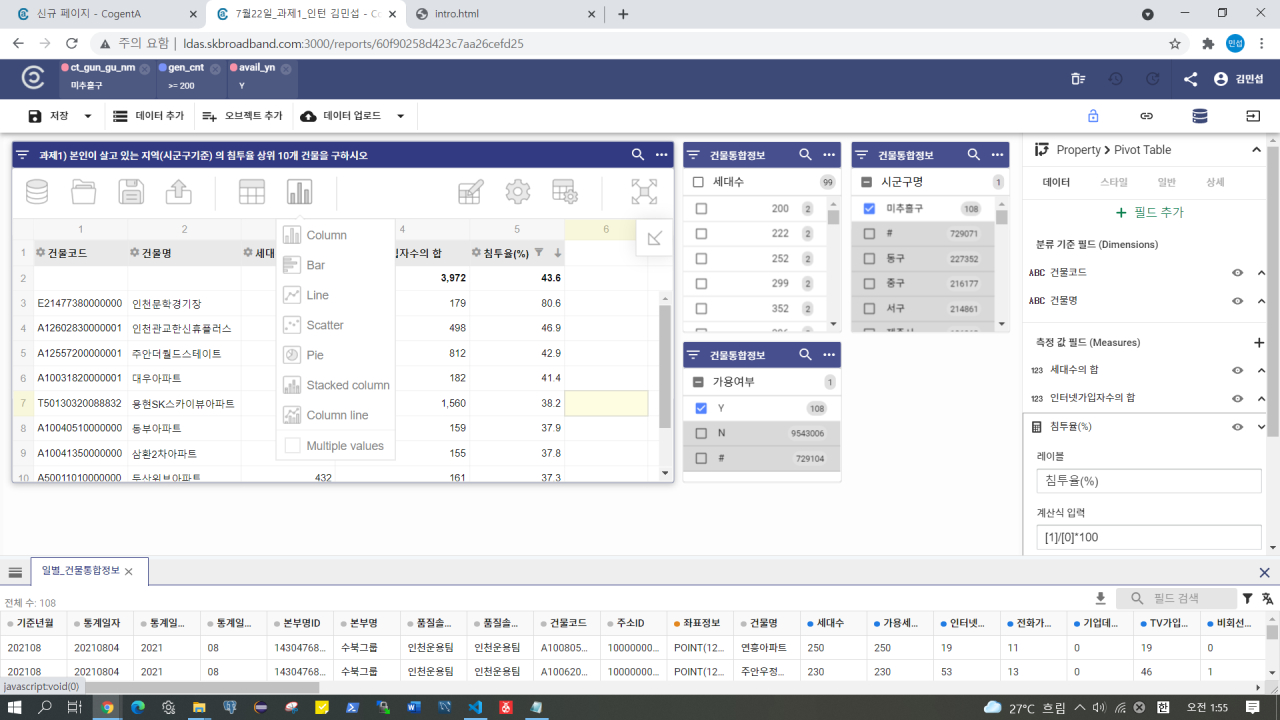 신규 페이지 - CogentA
7월22일_과제1_인턴 김민섭 - Co
intro.html
주의 요함 | ldas.skbroadband.com:3000/reports/60f90258d423c7aa26cefd25
민섭
ct_gun_gu_nm
미추홀구
gen_cnt
>= 200
avail_yn
Y
김민섭
저장
데이터 추가
오브젝트 추가
데이터 업로드
과제1) 본인이 살고 있는 지역(시군구기준) 의 침투율 상위 10개 건물을 구하시오
1 2 4 5 6
1 건물코드 건물명 세대 입자수의 합 침투율(%)
2 3,972 43.6
3 E21477380000000 인천문학경기장 179 80.6
4 A12602830000001 인천관교한신휴플러스 498 46.9
5 A12557200000001 주안더월드스테이트 812 42.9
6 A10031820000001 대우아파트 182 41.4
7 T50130320088832 용현SK스카이뷰아파트 1,560 38.2
8 A10040510000000 동부아파트 159 37.9
9 A10041350000000 삼환2차아파트 155 37.8
10 A50011010000000 두산위브아파트 432 161 37.3
Column
Bar
Line
Scatter
Pie
Stacked column
Column line
Multiple values
건물통합정보
세대수 99
200 2
222 2
252 2
299 2
352 2
건물통합정보
시군구명 1
미추홀구 108
# 729071
동구 227352
중구 216177
서구 214861
건물통합정보
가용여부 1
Y 108
N 9543006
# 729104
Property > Pivot Table
데이터 스타일 일반 상세
+ 필드 추가
분류 기준 필드 (Dimensions)
ABC 건물코드
ABC 건물명
측정 값 필드 (Measures)
123 세대수의 합
123 인터넷가입자수의 합
침투율(%)
레이블
침투율(%)
계산식 입력
[1]/[0]*100
일별_건물통합정보
전체 수: 108
필드 검색
기준년월 통계일자 통계일... 통계일... 본부명ID 본부명 품질솔... 품질솔... 건물코드 주소ID 좌표정보 건물명 세대수 가용세... 인터넷... 전화가... 기업데... TV가입... 비회선...
202108 20210804 2021 08 14304768... 수북그룹 인천운용팀 인천운용팀 A100805... 10000000... POINT(12... 연흥아파트 250 250 19 11 0 19 0
202108 20210804 2021 08 14304768... 수북그룹 인천운용팀 인천운용팀 A100620... 10000000... POINT(12... 주안우정... 230 230 53 13 0 46 1
javascript:void(0)
27°C 흐림
한
오전 1:55